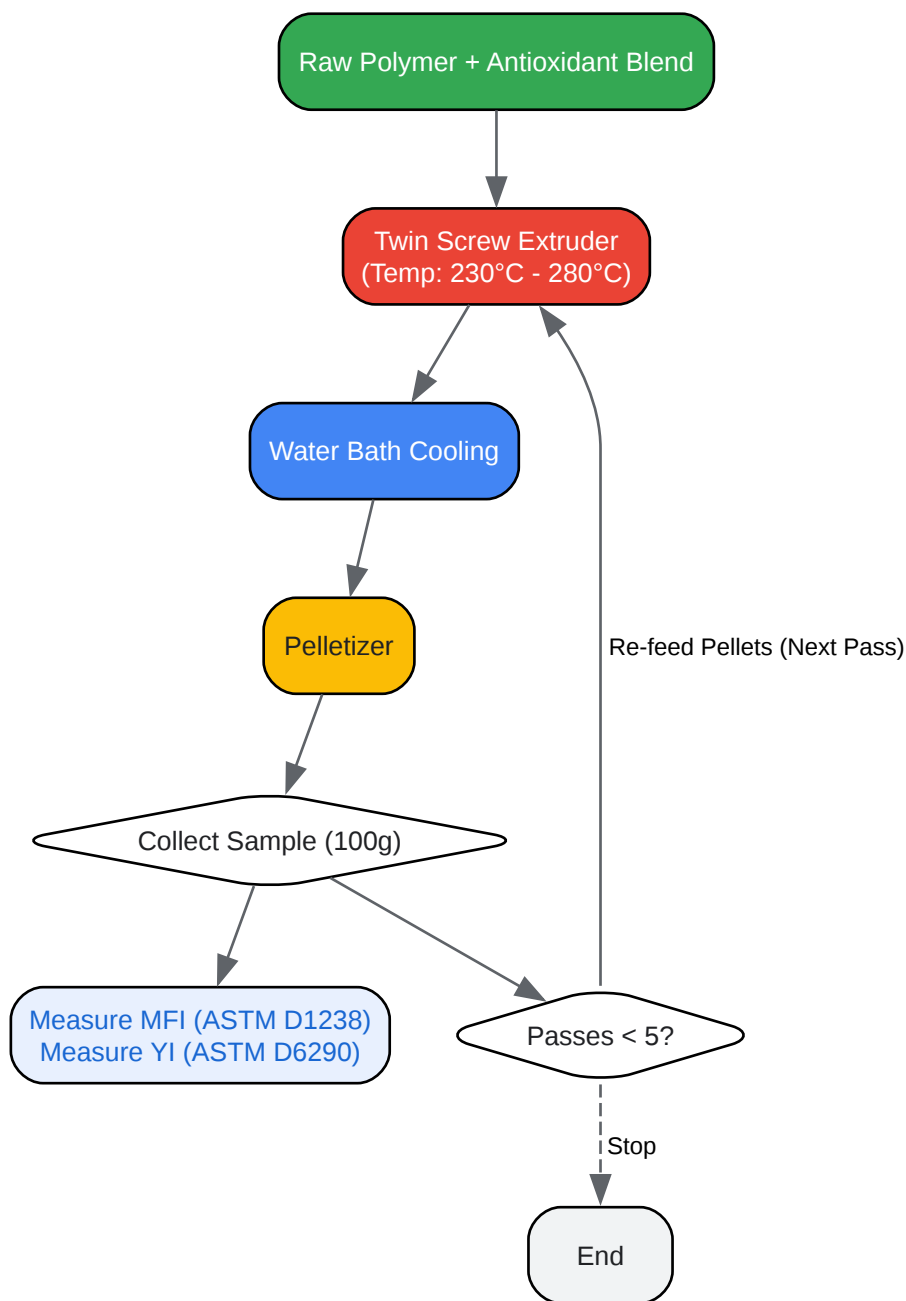 Raw Polymer + Antioxidant Blend
Twin Screw Extruder
(Temp: 230°C - 280°C)
Water Bath Cooling
Pelletizer
Re-feed Pellets (Next Pass)
Collect Sample (100g)
Measure MFI (ASTM D1238)
Measure YI (ASTM D6290)
Passes < 5?
Stop
End